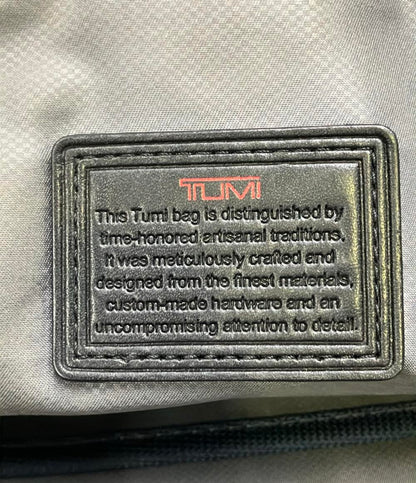 TUMI
This Tumi bag is distinguished by
time-honored artisanal traditions.
It was meticulously crafted and
designed from the finest materials,
custom-made hardware and an
uncompromising attention to detail.